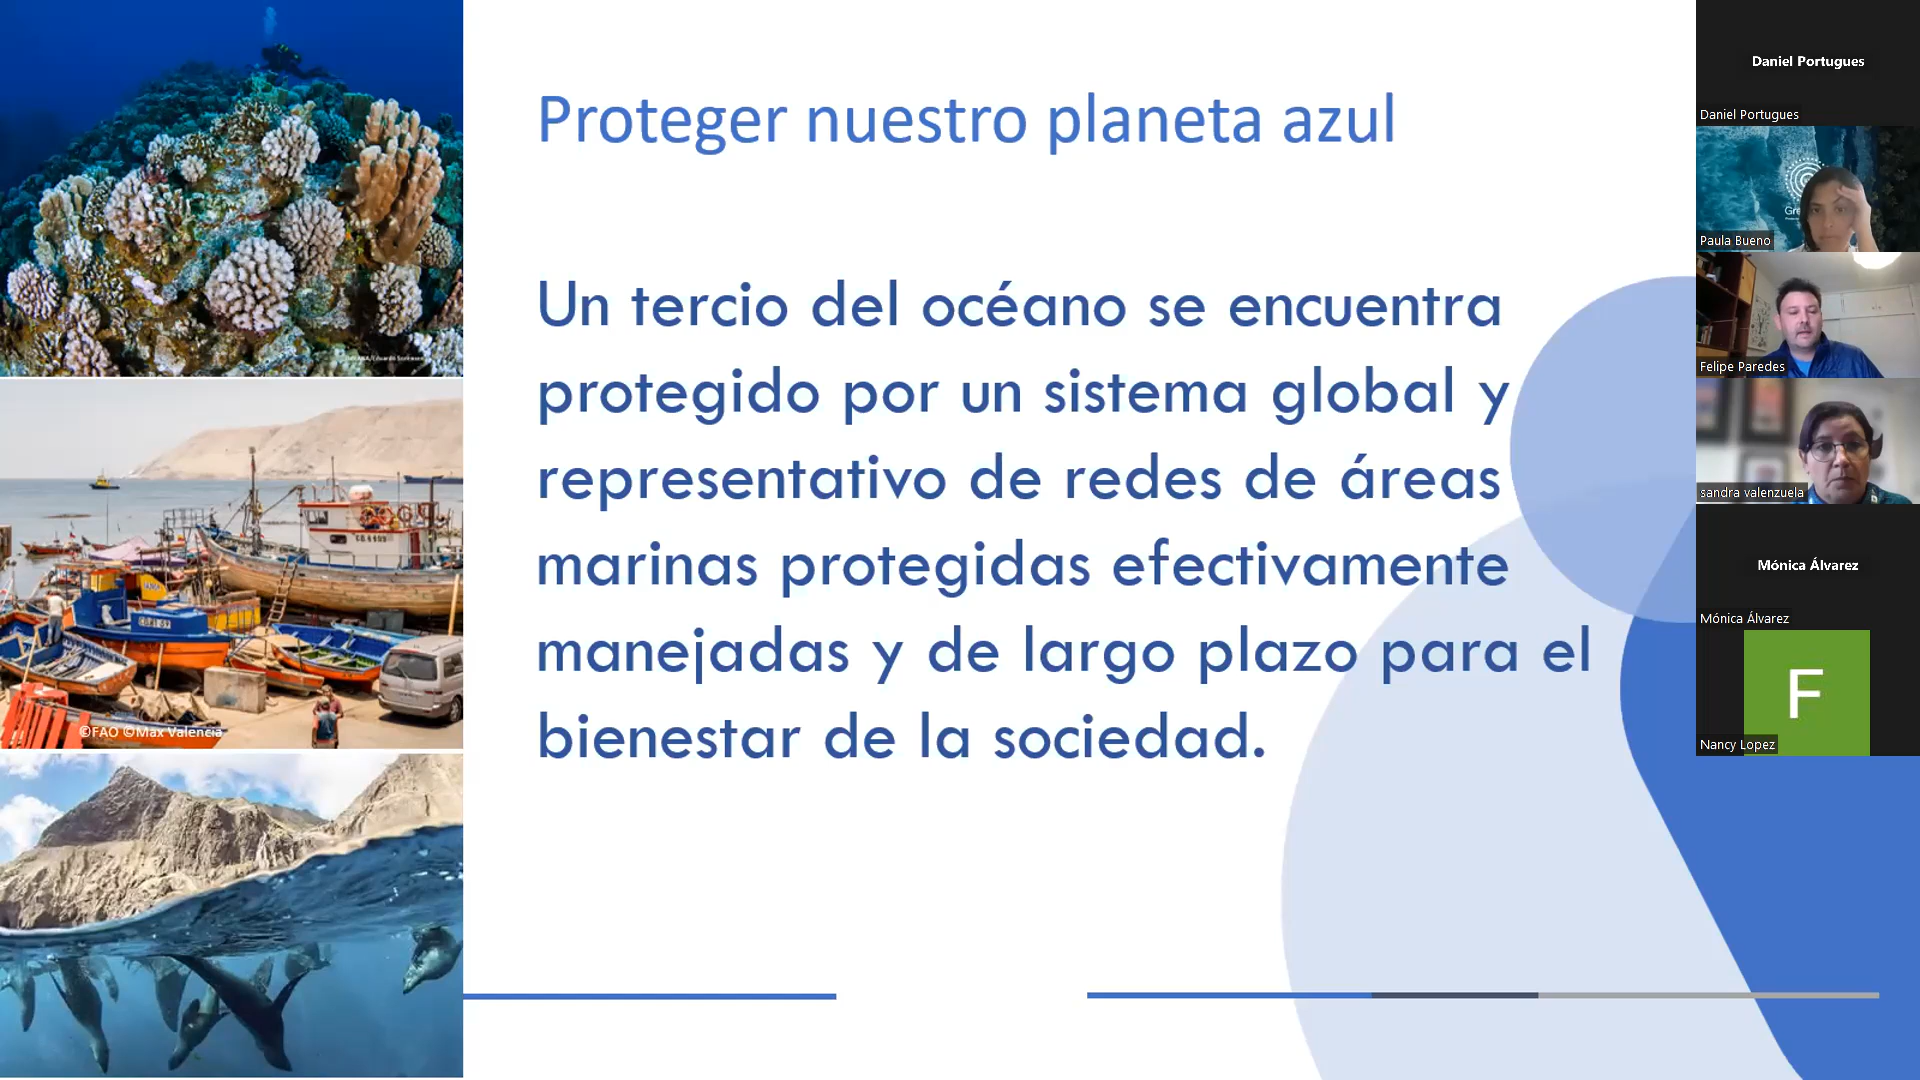 Proteger nuestro planeta azul
Un tercio del océano se encuentra
protegido por un sistema global y
representativo de redes de áreas
marinas protegidas efectivamente
manejadas y de largo plazo para el
bienestar de la sociedad.
©FAO ©Max Valencia
Daniel Portugues
Daniel Portugues
Gre
Paula Bueno
Felipe Paredes
sandra valenzuela
Mónica Álvarez
Mónica Álvarez
F
Nancy Lopez